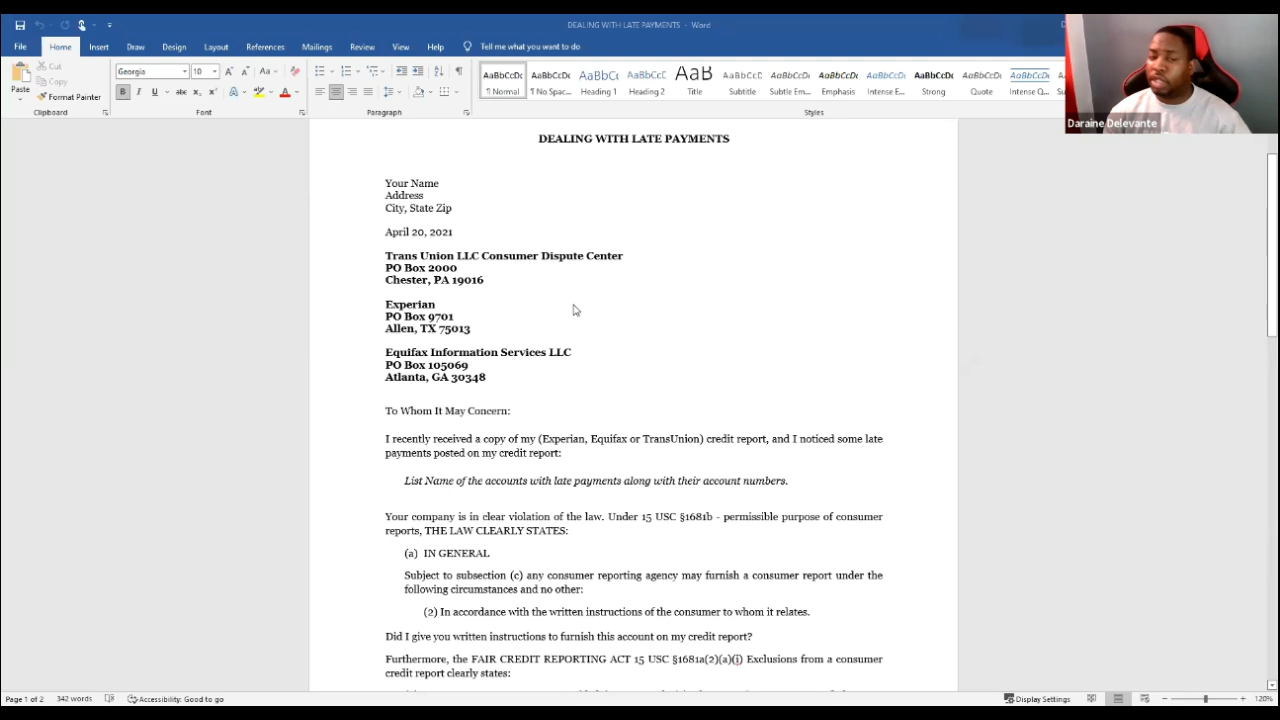 DEALING WITH LATE PAYMENTS - Word
File Home Insert Draw Design Layout References Mailings Review View Help Tell me what you want to do
Paste
Cut
Copy
Format Painter
Clipboard
Georgia 10
Font
Paragraph
AaBbCcDc AaBbCcDc AaBbCc AaBbCcC AaB AaBbCcD AaBbCcDc AaBbCcDc AaBbCcDc AaBbCcDc AaBbCcDc AaBbCcDc
¶ Normal ¶ No Spac... Heading 1 Heading 2 Title Subtitle Subtle Em... Emphasis Intense E... Strong Quote Intense Q...
Styles
Daraine Delevante
DEALING WITH LATE PAYMENTS
Your Name
Address
City, State Zip
April 20, 2021
Trans Union LLC Consumer Dispute Center
PO Box 2000
Chester, PA 19016
Experian
PO Box 9701
Allen, TX 75013
Equifax Information Services LLC
PO Box 105069
Atlanta, GA 30348
To Whom It May Concern:
I recently received a copy of my (Experian, Equifax or TransUnion) credit report, and I noticed some late
payments posted on my credit report:
List Name of the accounts with late payments along with their account numbers.
Your company is in clear violation of the law. Under 15 USC §1681b - permissible purpose of consumer
reports, THE LAW CLEARLY STATES:
(a) IN GENERAL
Subject to subsection (c) any consumer reporting agency may furnish a consumer report under the
following circumstances and no other:
(2) In accordance with the written instructions of the consumer to whom it relates.
Did I give you written instructions to furnish this account on my credit report?
Furthermore, the FAIR CREDIT REPORTING ACT 15 USC §1681a(2)(a)(i) Exclusions from a consumer
credit report clearly states:
Page 1 of 2 342 words Accessibility: Good to go Display Settings 120%